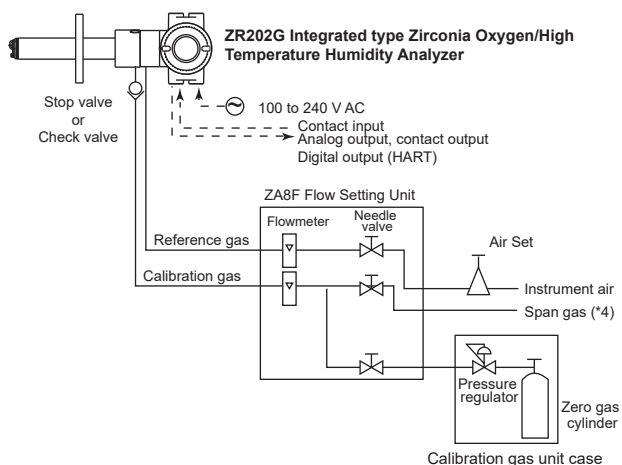 ZR202G Integrated type Zirconia Oxygen/High
Temperature Humidity Analyzer
Stop valve
or
Check valve
100 to 240 V AC
Contact input
Analog output, contact output
Digital output (HART)
ZA8F Flow Setting Unit
Flowmeter
Needle
valve
Reference gas
Air Set
Calibration gas
Instrument air
Span gas (*4)
Pressure
regulator
Zero gas
cylinder
Calibration gas unit case